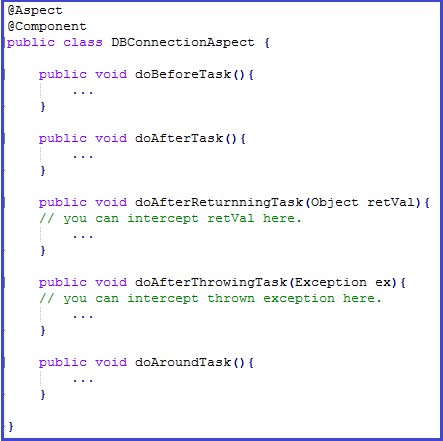 @Aspect
@Component
public class DBConnectionAspect {
public void doBeforeTask(){
...
}
public void doAfterTask(){
...
}
public void doAfterReturnningTask(Object retVal){
// you can intercept retVal here.
...
}
public void doAfterThrowingTask(Exception ex){
// you can intercept thrown exception here.
...
}
public void doAroundTask(){
...
}
}